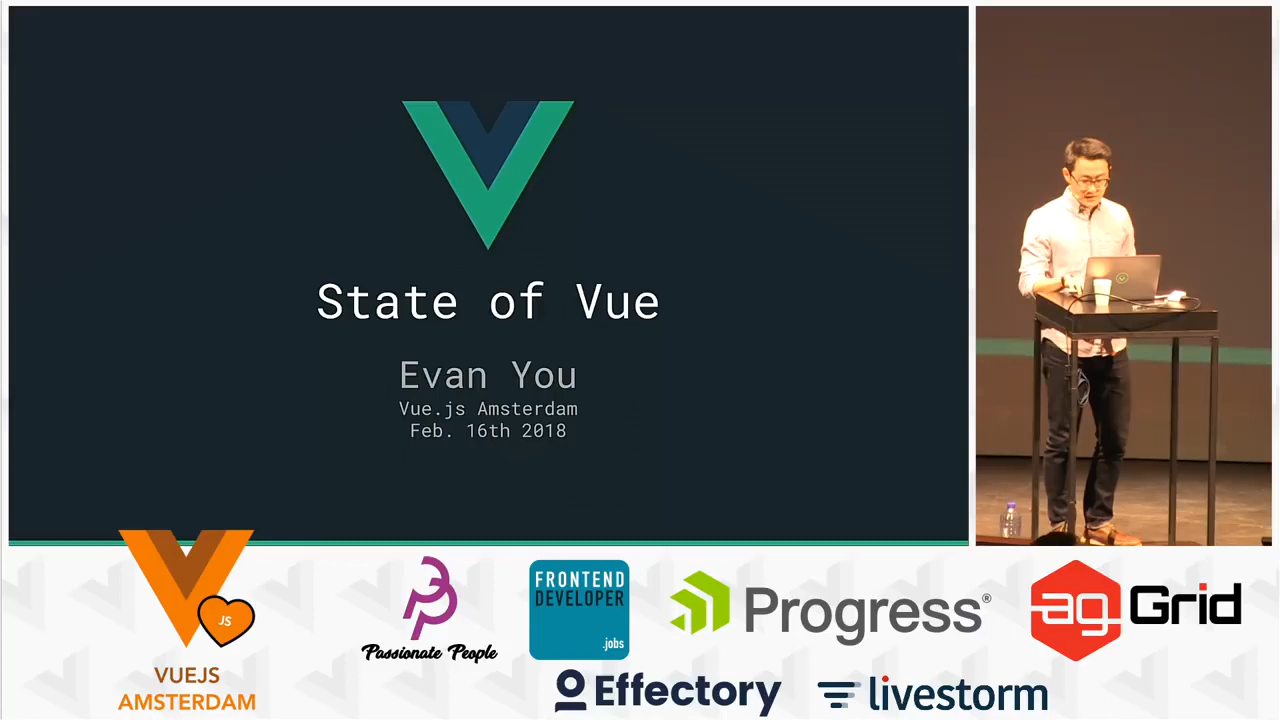 State of Vue
Evan You
Vue.js Amsterdam
Feb. 16th 2018
JS
VUEJS
AMSTERDAM
Passionate People
FRONTEND
DEVELOPER
.jobs
Progress®
ag Grid
Effectory
livestorm